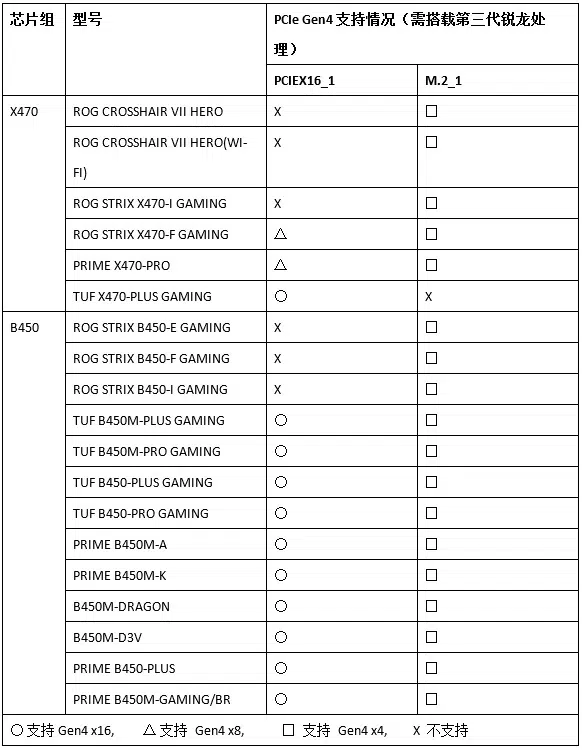 芯片组 型号 PCIe Gen4 支持情况（需搭载第三代锐龙处
理）
PCIEX16_1 M.2_1
X470 ROG CROSSHAIR VII HERO X □
ROG CROSSHAIR VII HERO(WI-
FI) X □
ROG STRIX X470-I GAMING X □
ROG STRIX X470-F GAMING △ □
PRIME X470-PRO △ □
TUF X470-PLUS GAMING ○ X
B450 ROG STRIX B450-E GAMING X □
ROG STRIX B450-F GAMING X □
ROG STRIX B450-I GAMING X □
TUF B450M-PLUS GAMING ○ □
TUF B450M-PRO GAMING ○ □
TUF B450-PLUS GAMING ○ □
TUF B450-PRO GAMING ○ □
PRIME B450M-A ○ □
PRIME B450M-K ○ □
B450M-DRAGON ○ □
B450M-D3V ○ □
PRIME B450-PLUS ○ □
PRIME B450M-GAMING/BR ○ □
○ 支持 Gen4 x16, △ 支持 Gen4 x8, □ 支持 Gen4 x4, X 不支持